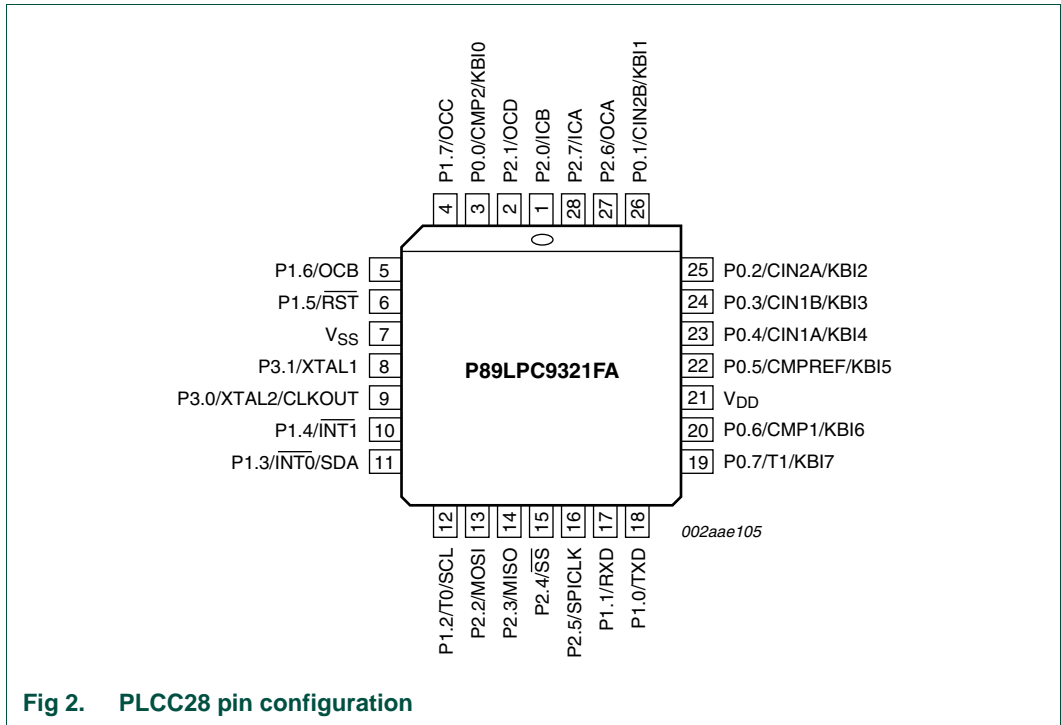 P1.7/OCC
P0.0/CMP2/KBI0
P2.1/OCD
P2.0/ICB
P2.7/ICA
P2.6/OCA
P0.1/CIN2B/KBI1
4
3
2
1
28
27
26
P1.6/OCB 5
P1.5/RST 6
VSS 7
P3.1/XTAL1 8
P3.0/XTAL2/CLKOUT 9
P1.4/INT1 10
P1.3/INT0/SDA 11
P89LPC9321FA
25 P0.2/CIN2A/KBI2
24 P0.3/CIN1B/KBI3
23 P0.4/CIN1A/KBI4
22 P0.5/CMPREF/KBI5
21 VDD
20 P0.6/CMP1/KBI6
19 P0.7/T1/KBI7
12
13
14
15
16
17
18
P1.2/T0/SCL
P2.2/MOSI
P2.3/MISO
P2.4/SS
P2.5/SPICLK
P1.1/RXD
P1.0/TXD
002aae105
Fig 2. PLCC28 pin configuration